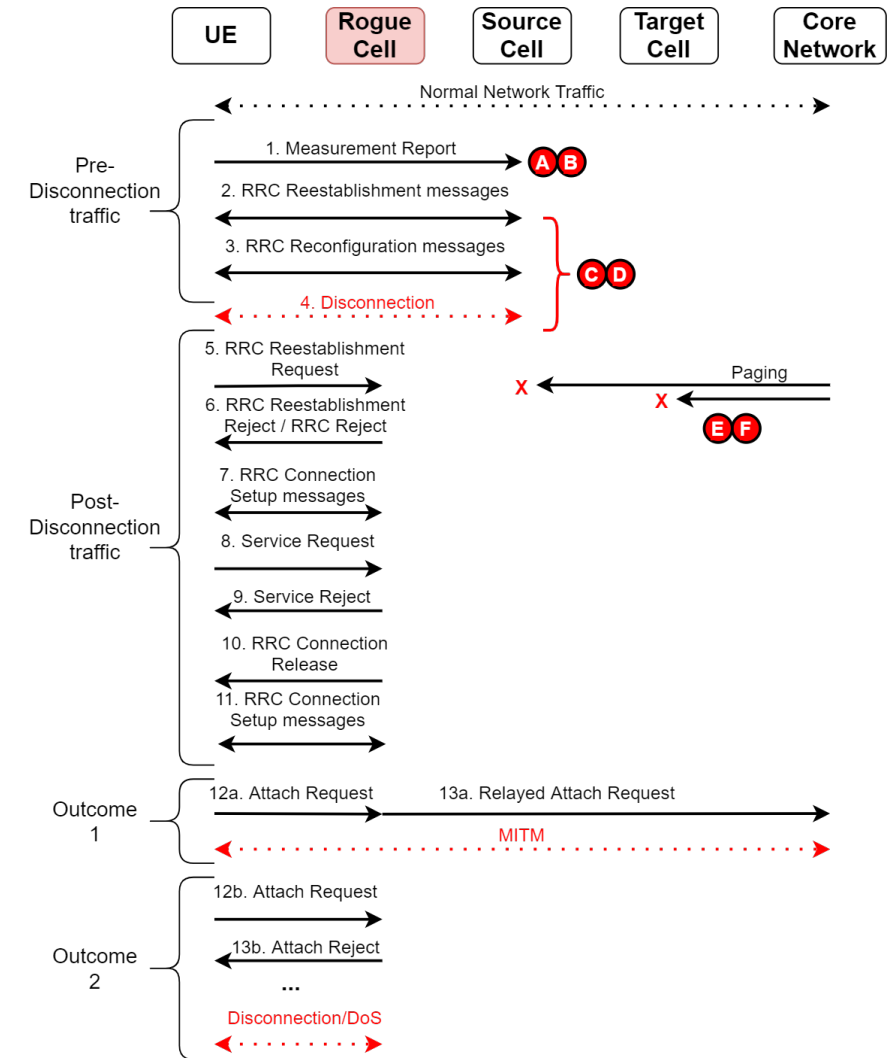 UE
Rogue
Cell
Source
Cell
Target
Cell
Core
Network
Normal Network Traffic
Pre-
Disconnection
traffic
1. Measurement Report
A B
2. RRC Reestablishment messages
3. RRC Reconfiguration messages
C D
4. Disconnection
Post-
Disconnection
traffic
5. RRC Reestablishment
Request
Paging
X
X
E F
6. RRC Reestablishment
Reject / RRC Reject
7. RRC Connection
Setup messages
8. Service Request
9. Service Reject
10. RRC Connection
Release
11. RRC Connection
Setup messages
Outcome
1
12a. Attach Request
13a. Relayed Attach Request
MITM
Outcome
2
12b. Attach Request
13b. Attach Reject
...
Disconnection/DoS